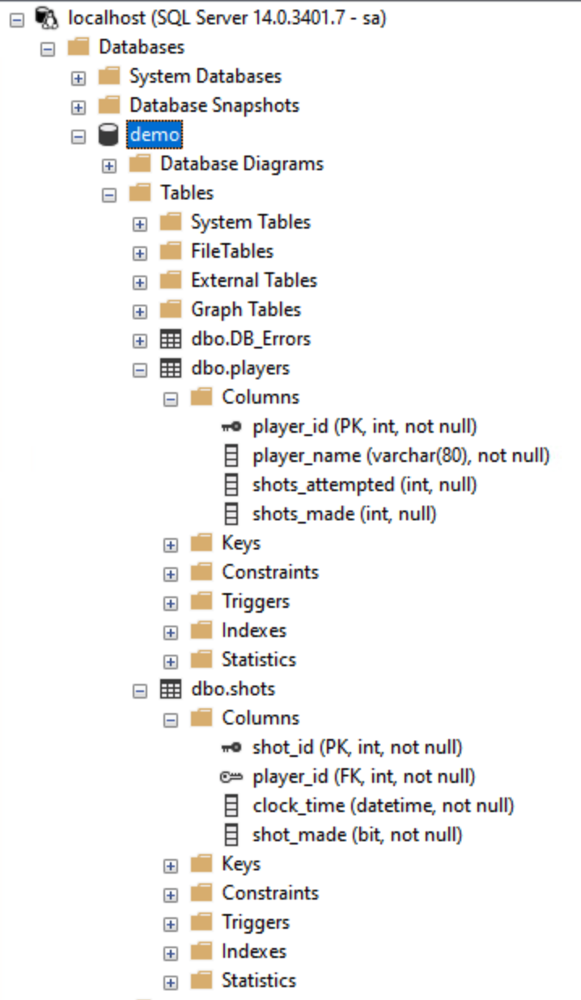 localhost (SQL Server 14.0.3401.7 - sa)
Databases
System Databases
Database Snapshots
demo
Database Diagrams
Tables
System Tables
FileTables
External Tables
Graph Tables
dbo.DB_Errors
dbo.players
Columns
player_id (PK, int, not null)
player_name (varchar(80), not null)
shots_attempted (int, null)
shots_made (int, null)
Keys
Constraints
Triggers
Indexes
Statistics
dbo.shots
Columns
shot_id (PK, int, not null)
player_id (FK, int, not null)
clock_time (datetime, not null)
shot_made (bit, not null)
Keys
Constraints
Triggers
Indexes
Statistics